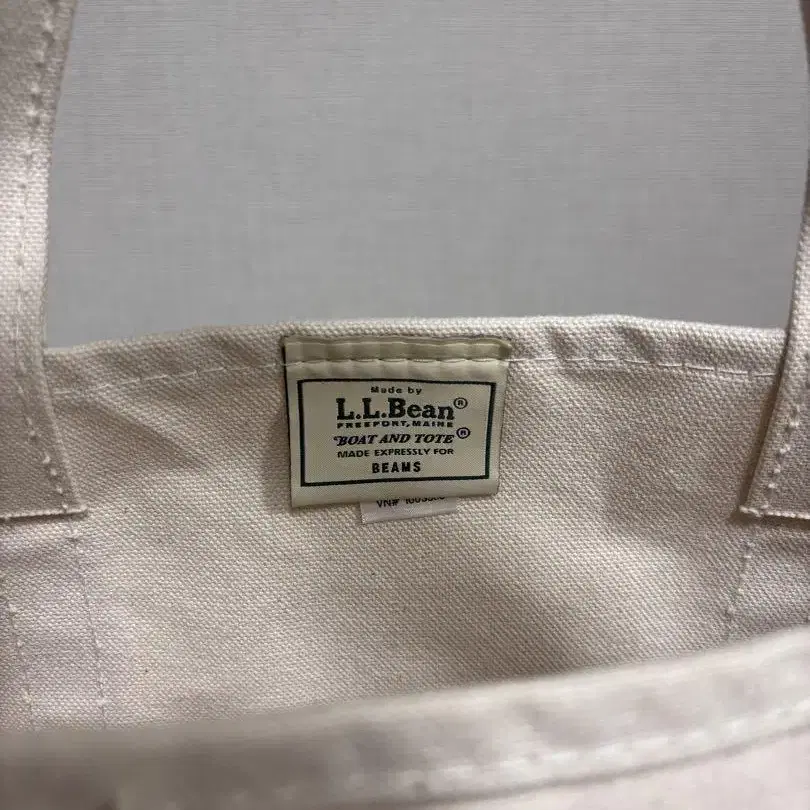 Made by
L.L.Bean®
FREEPORT, MAINE
BOAT AND TOTE®
MADE EXPRESSLY FOR
BEAMS
VN#